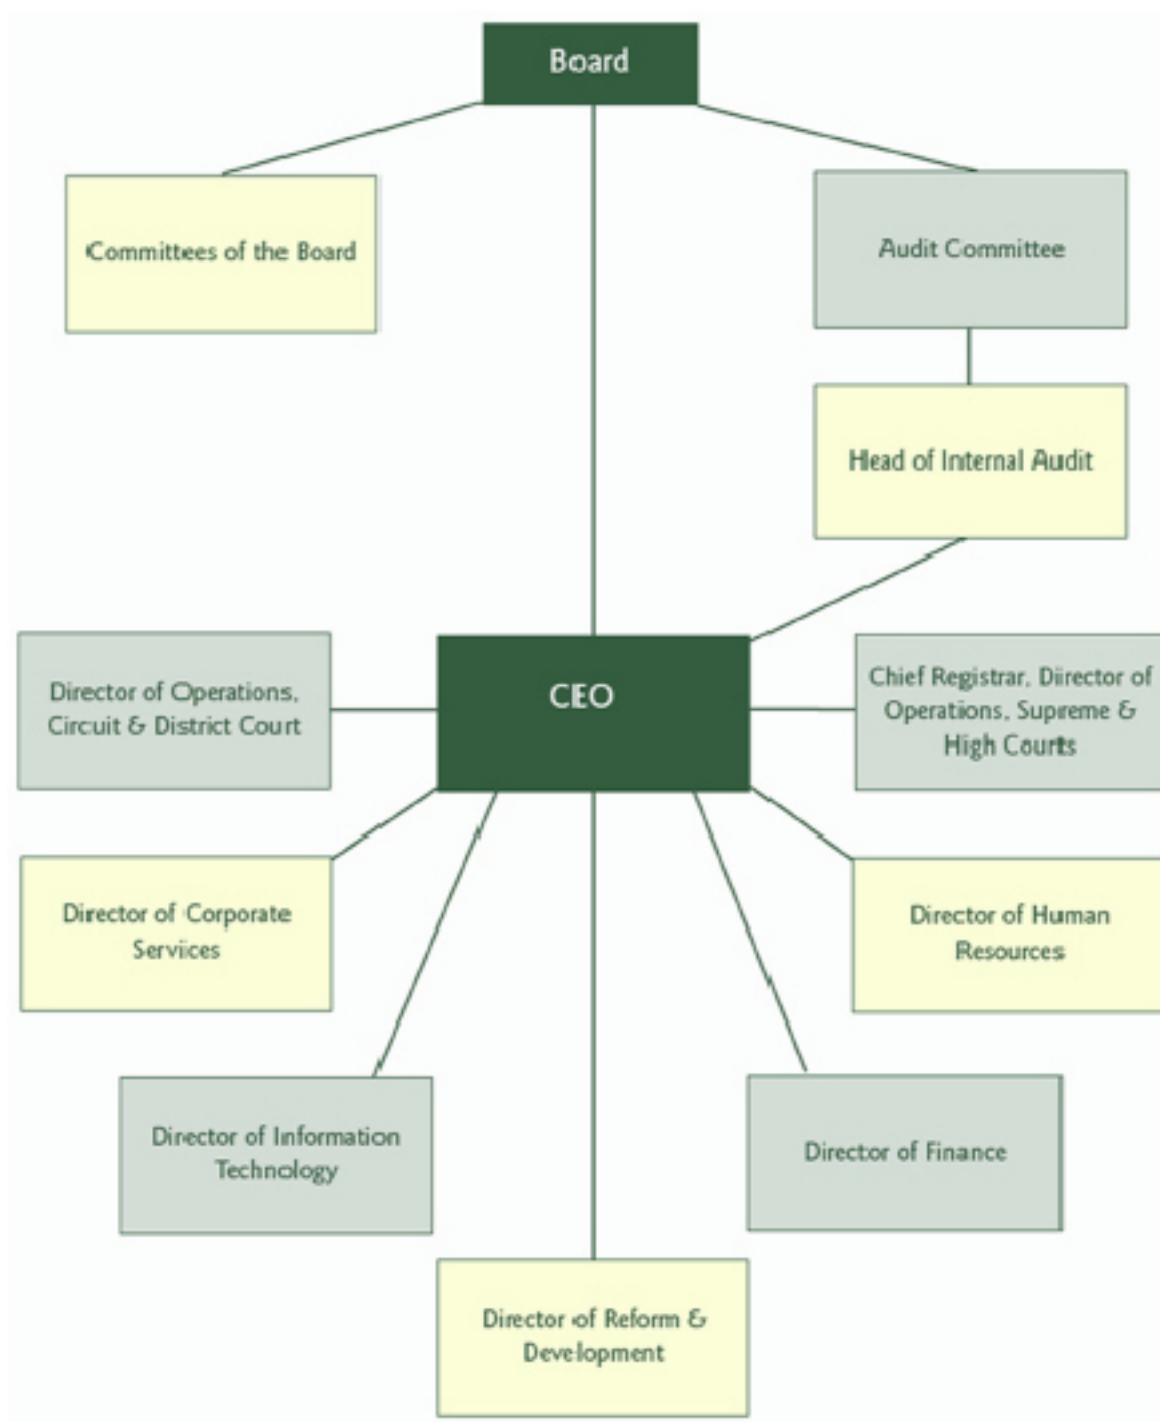 Board
Committees of the Board
Audit Committee
Head of Internal Audit
Director of Operations,
Circuit & District Court
CEO
Chief Registrar, Director of
Operations, Supreme &
High Courts
Director of Corporate
Services
Director of Human
Resources
Director of Information
Technology
Director of Finance
Director of Reform &
Development